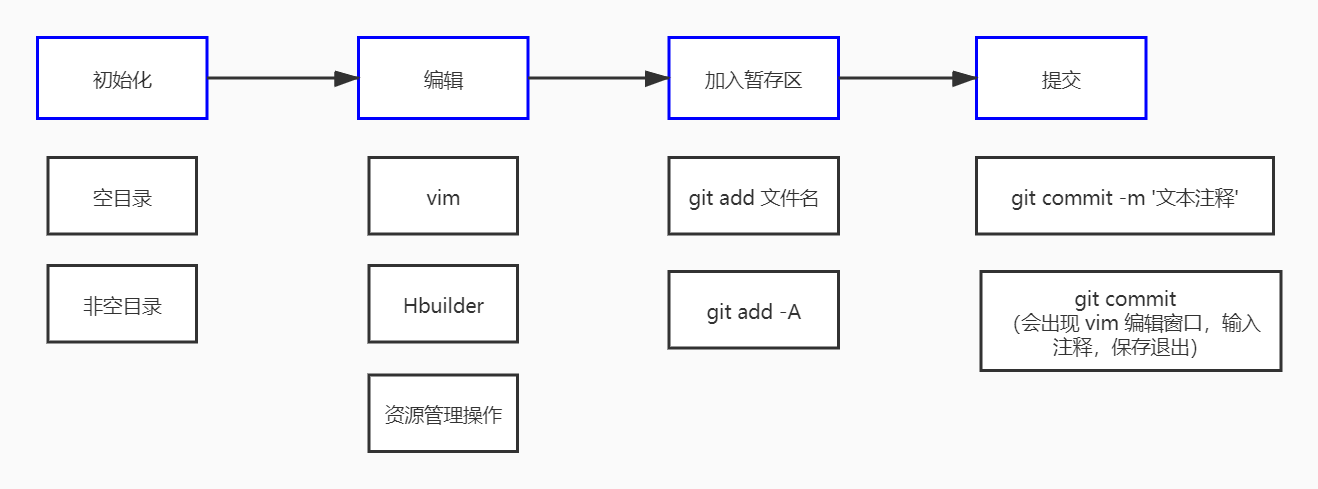 初始化
编辑
加入暂存区
提交
空目录
vim
git add 文件名
git commit -m '文本注释'
非空目录
Hbuilder
git add -A
git commit
（会出现 vim 编辑窗口，输入
注释，保存退出）
资源管理操作